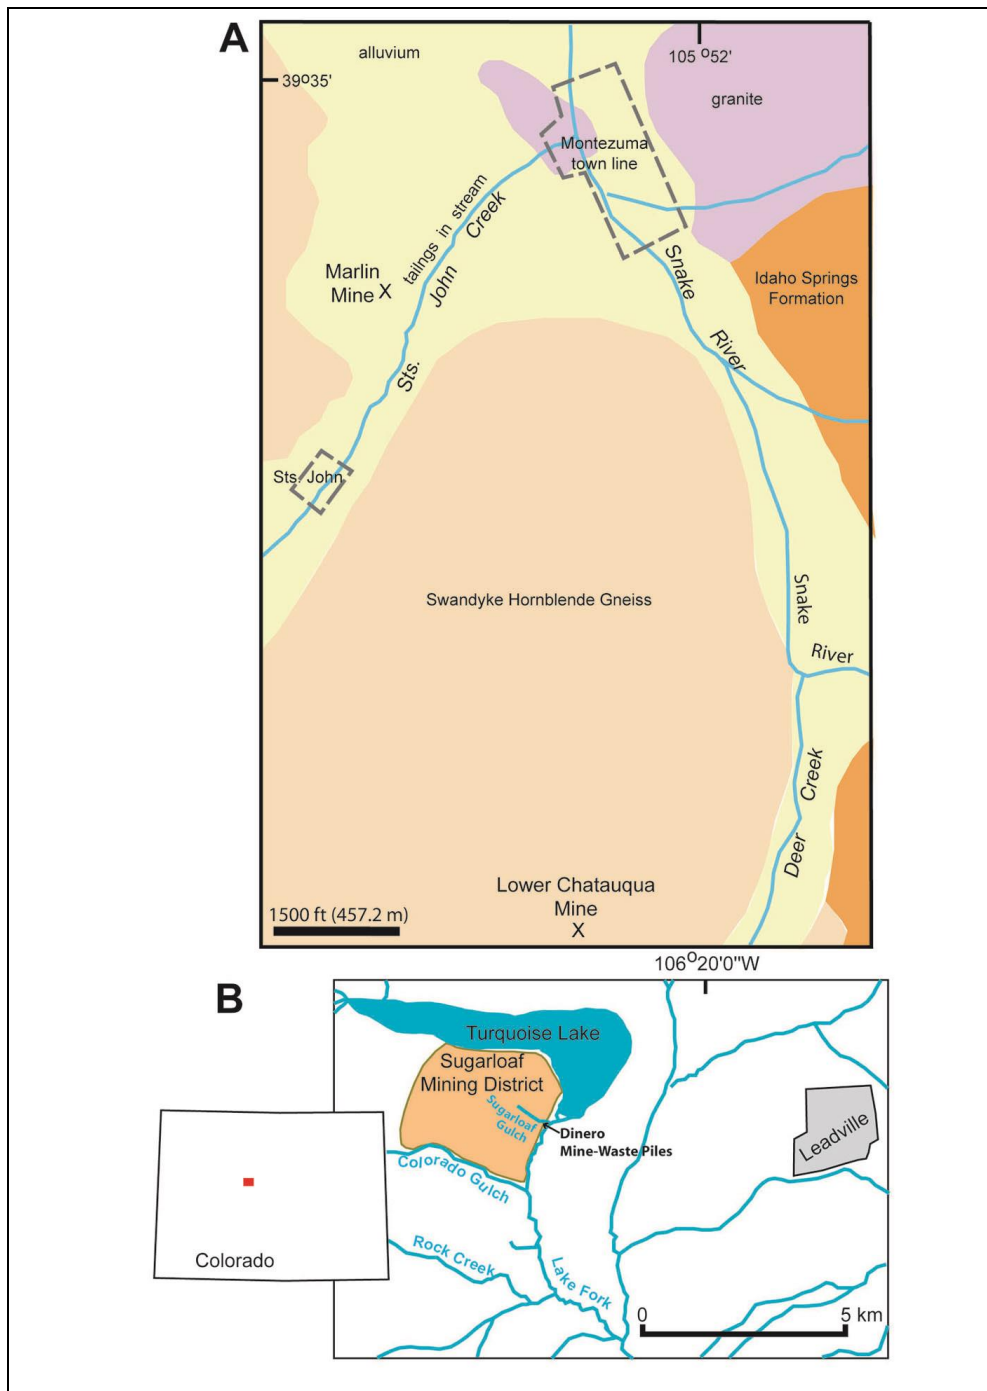 A
alluvium
105 o52'
39o35'
granite
Montezuma
town line
tailngs in stream
Sts. John Creek
Marlin
Mine X
Snake River
Idaho Springs
Formation
Sts. John
Swandyke Hornblende Gneiss
Snake River
Deer Creek
Lower Chatauqua
Mine
X
1500 ft (457.2 m)
106o20'0"W
B
Turquoise Lake
Sugarloaf
Mining District
Sugarloaf
Gulch
Dinero
Mine-Waste Piles
Leadville
Colorado Gulch
Colorado
Rock Creek
Lake Fork
0 5 km